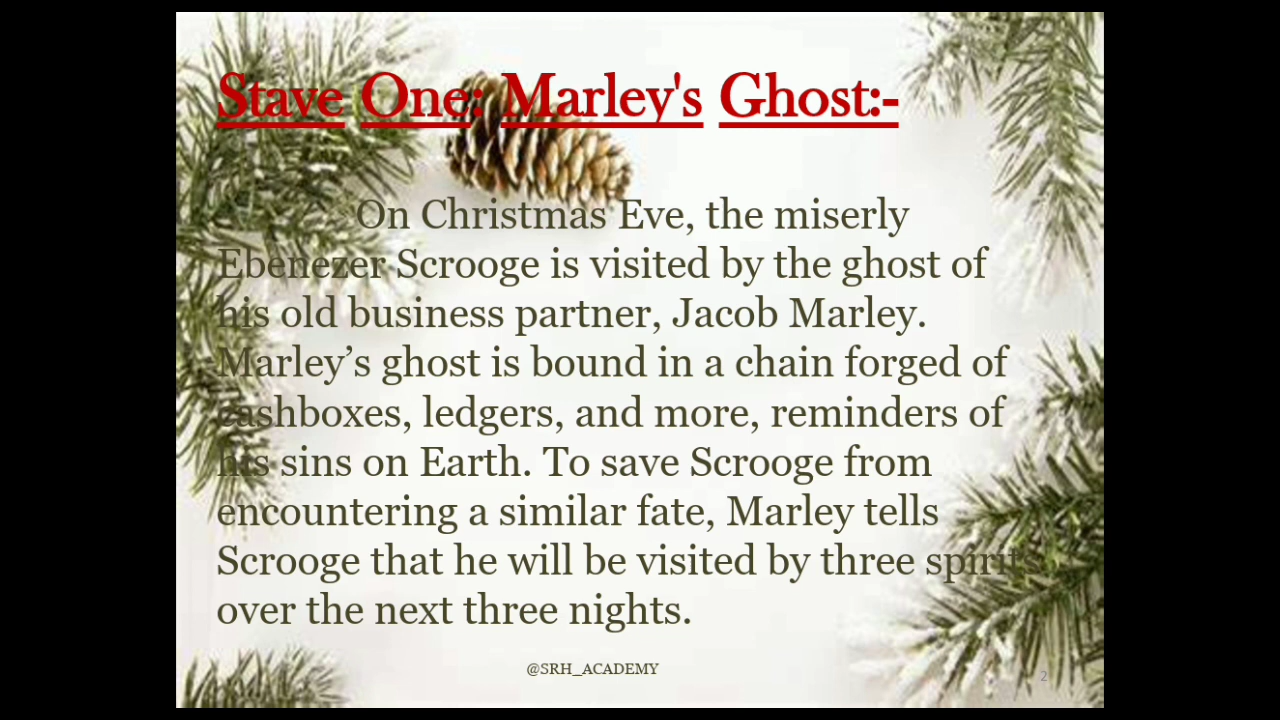 Stave One: Marley's Ghost:-
On Christmas Eve, the miserly
Ebenezer Scrooge is visited by the ghost of
his old business partner, Jacob Marley.
Marley’s ghost is bound in a chain forged of
cashboxes, ledgers, and more, reminders of
his sins on Earth. To save Scrooge from
encountering a similar fate, Marley tells
Scrooge that he will be visited by three spirits
over the next three nights.
@SRH_ACADEMY
2